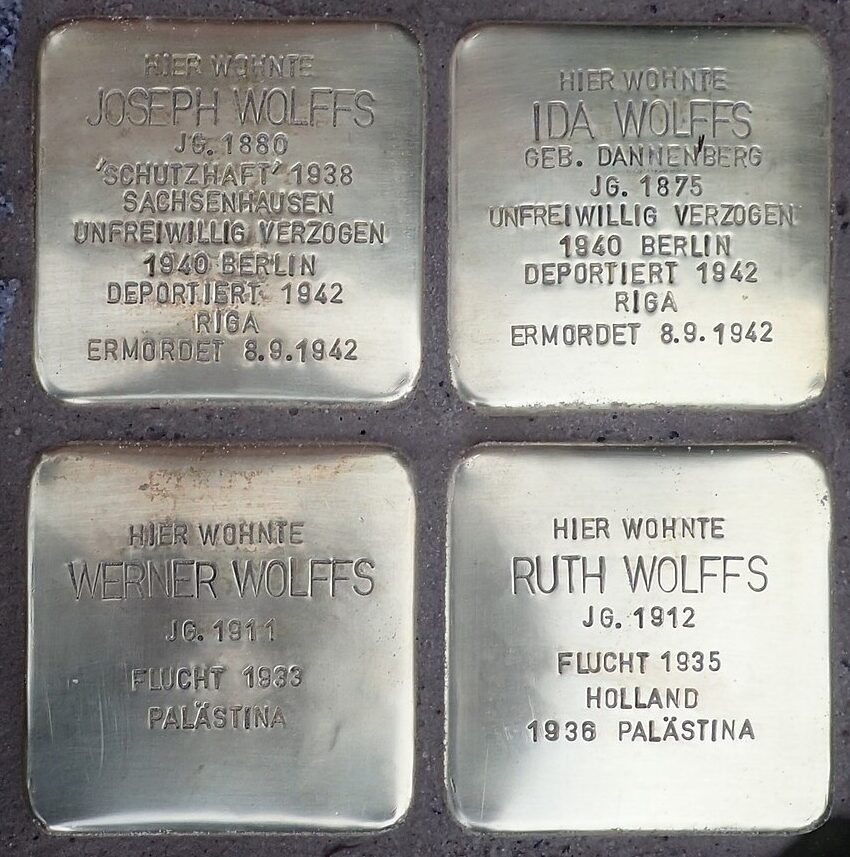 HIER WOHNTE
JOSEPH WOLFFS
JG. 1880
'SCHUTZHAFT' 1938
SACHSENHAUSEN
UNFREIWILLIG VERZOGEN
1940 BERLIN
DEPORTIERT 1942
RIGA
ERMORDET 8.9.1942
HIER WOHNTE
IDA WOLFFS
GEB. DANNENBERG
JG. 1875
UNFREIWILLIG VERZOGEN
1940 BERLIN
DEPORTIERT 1942
RIGA
ERMORDET 8.9.1942
HIER WOHNTE
WERNER WOLFFS
JG. 1911
FLUCHT 1933
PALÄSTINA
HIER WOHNTE
RUTH WOLFFS
JG. 1912
FLUCHT 1935
HOLLAND
1936 PALÄSTINA